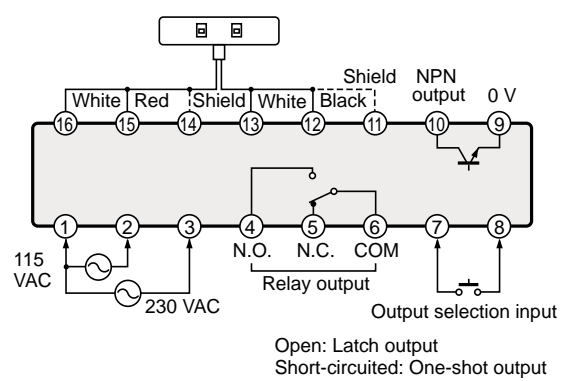 Shield NPN output 0 V
White Red Shield White Black
16 15 14 13 12 11 10 9
1 2 3 4 5 6 7 8
N.O. N.C. COM
115 VAC
230 VAC
Relay output
Output selection input
Open: Latch output
Short-circuited: One-shot output